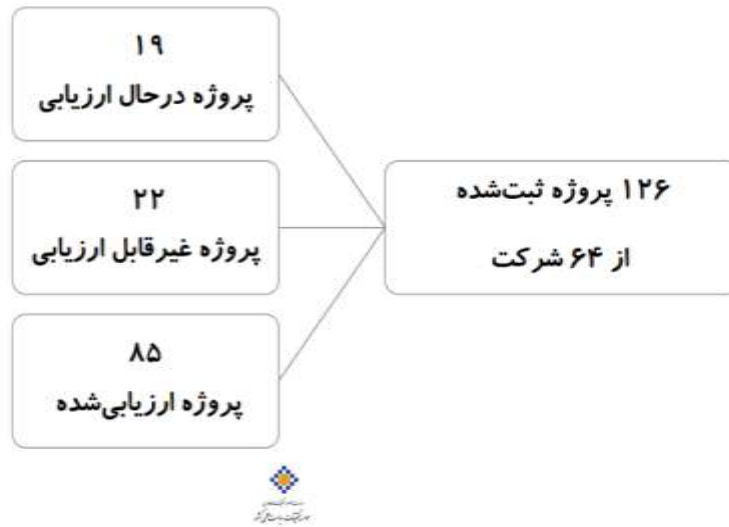 ۱۲۶ پروژه ثبت‌شده
از ۶۴ شرکت
۱۹
پروژه درحال ارزیابی
۲۲
پروژه غیرقابل ارزیابی
۸۵
پروژه ارزیابی‌شده